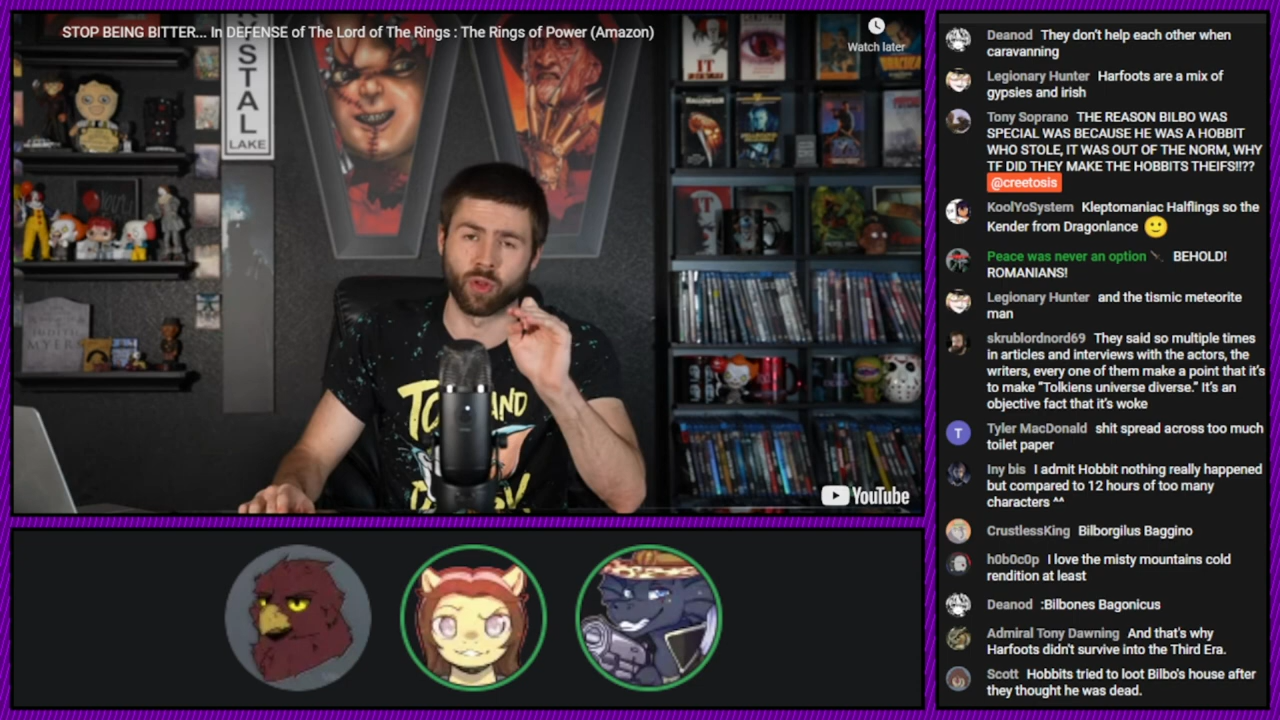 STOP BEING BITTER... In DEFENSE of The Lord of The Rings : The Rings of Power (Amazon)
Watch later
STAL
LAKE
IT
HALLOWEEN
IT
JUDITH
MYERS
YouTube
Deanod They don't help each other when
caravanning
Legionary Hunter Harfoots are a mix of
gypsies and irish
Tony Soprano THE REASON BILBO WAS
SPECIAL WAS BECAUSE HE WAS A HOBBIT
WHO STOLE, IT WAS OUT OF THE NORM, WHY
TF DID THEY MAKE THE HOBBITS THEIFS!!??
@creetosis
KoolYoSystem Kleptomaniac Halflings so the
Kender from Dragonlance 🙂
Peace was never an option 🔪 BEHOLD!
ROMANIANS!
Legionary Hunter and the tismic meteorite
man
skrublordnord69 They said so multiple times
in articles and interviews with the actors, the
writers, every one of them make a point that it's
to make “Tolkiens universe diverse.” It's an
objective fact that it's woke
T
Tyler MacDonald shit spread across too much
toilet paper
Iny bis I admit Hobbit nothing really happened
but compared to 12 hours of too many
characters ^^
CrustlessKing Bilborgilus Baggino
h0b0c0p I love the misty mountains cold
rendition at least
Deanod :Bilbones Bagonicus
Admiral Tony Dawning And that's why
Harfoots didn't survive into the Third Era.
Scott Hobbits tried to loot Bilbo's house after
they thought he was dead.